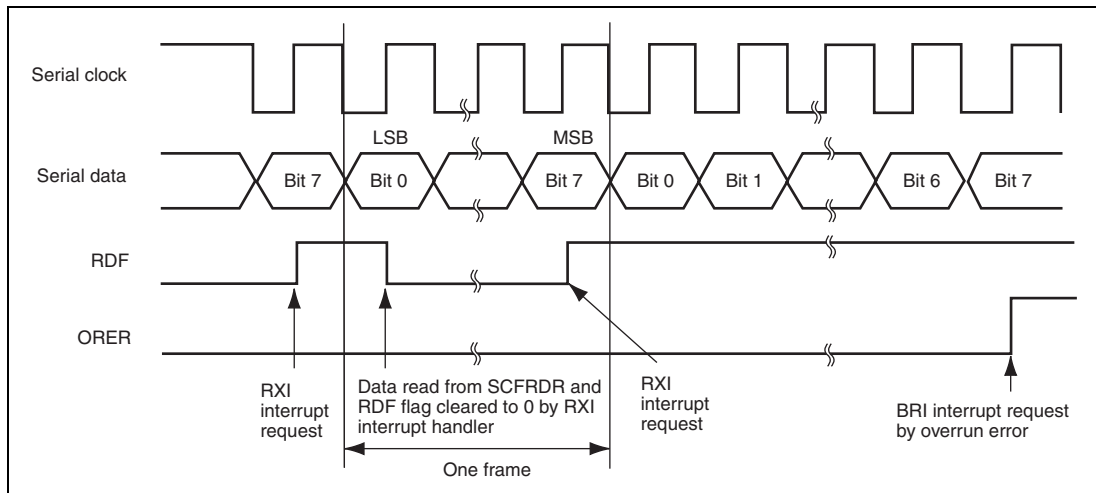 Serial clock
LSB
MSB
Serial data
Bit 7
Bit 0
Bit 7
Bit 0
Bit 1
Bit 6
Bit 7
RDF
ORER
RXI
interrupt
request
Data read from SCFRDR and
RDF flag cleared to 0 by RXI
interrupt handler
RXI
interrupt
request
BRI interrupt request
by overrun error
One frame